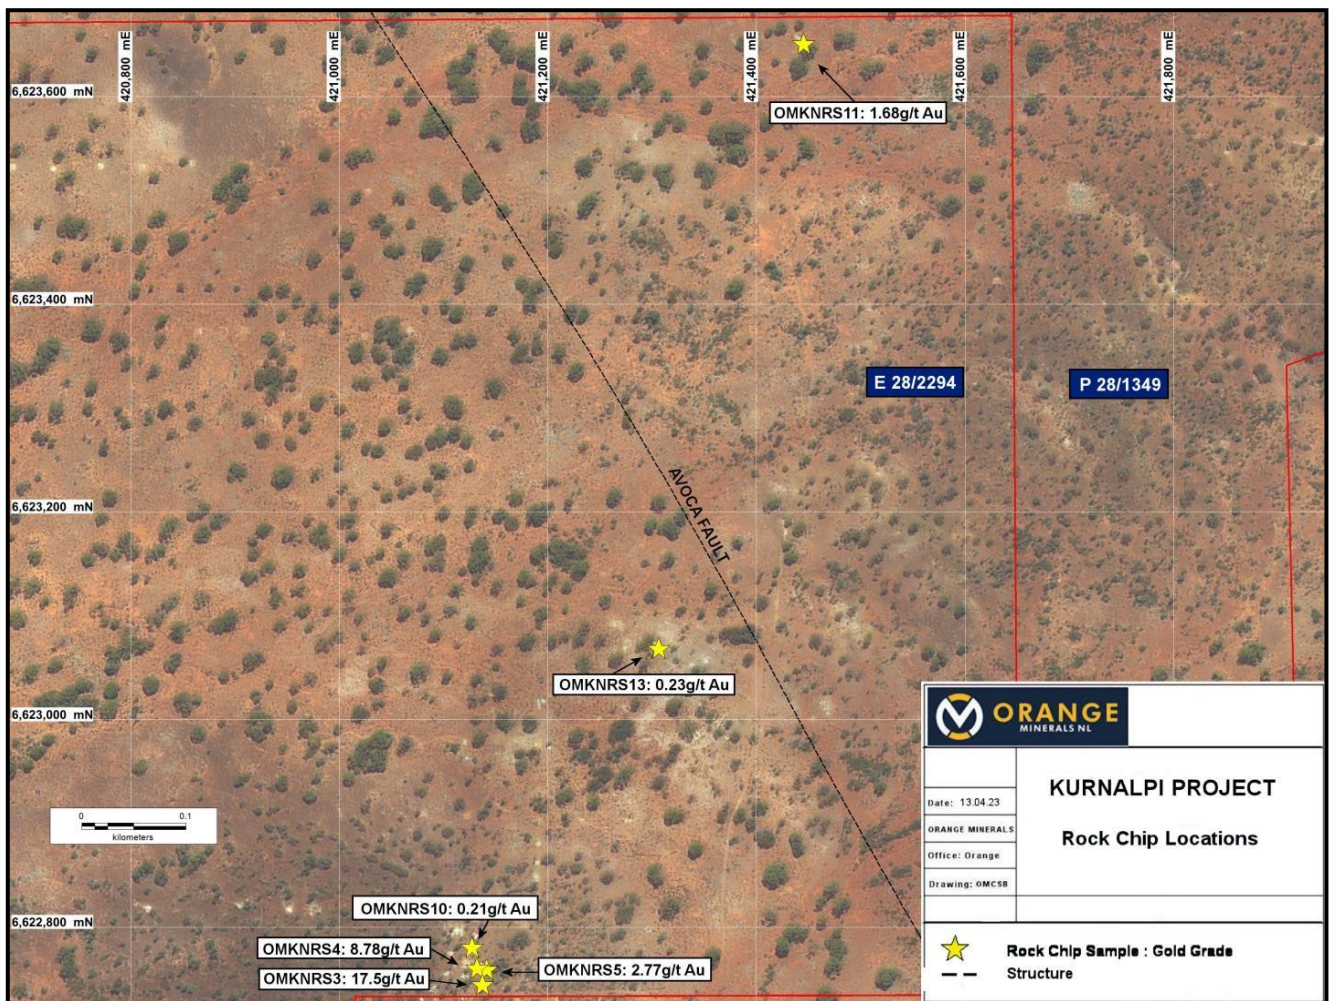 420,800 mE
421,000 mE
421,200 mE
421,400 mE
421,600 mE
421,800 mE
6,623,600 mN
OMKNRS11: 1.68g/t Au
6,623,400 mN
E 28/2294
P 28/1349
6,623,200 mN
AVOCA FAULT
OMKNRS13: 0.23g/t Au
6,623,000 mN
0 0.1
kilometers
6,622,800 mN
OMKNRS10: 0.21g/t Au
OMKNRS4: 8.78g/t Au
OMKNRS5: 2.77g/t Au
OMKNRS3: 17.5g/t Au
ORANGE
MINERALS NL
KURNALPI PROJECT
Rock Chip Locations
Date: 13.04.23
ORANGE MINERALS
Office: Orange
Drawing: OMCSB
Rock Chip Sample : Gold Grade
Structure